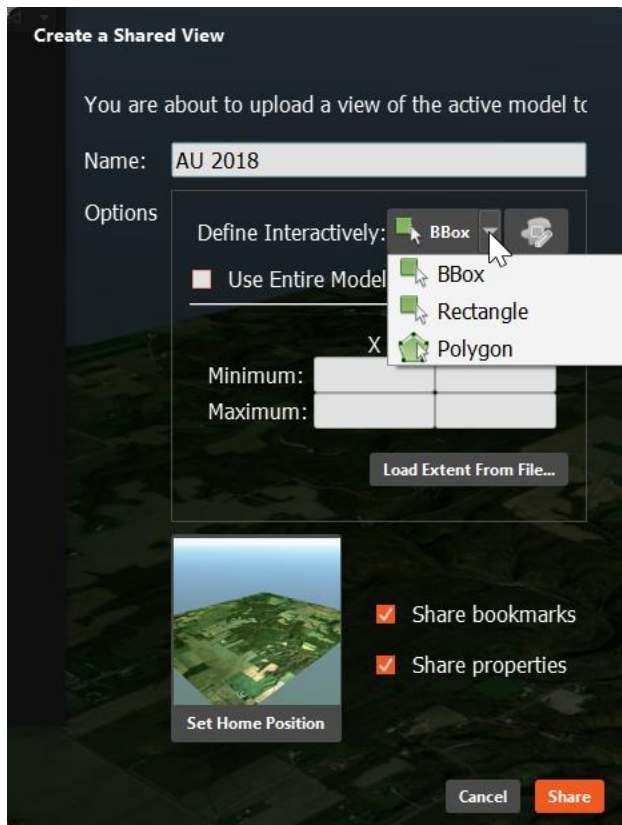 Create a Shared View
You are about to upload a view of the active model to
Name: AU 2018
Options
Define Interactively: BBox
BBox
Use Entire Model
Rectangle
X
Polygon
Minimum:
Maximum:
Load Extent From File...
Share bookmarks
Share properties
Set Home Position
Cancel Share